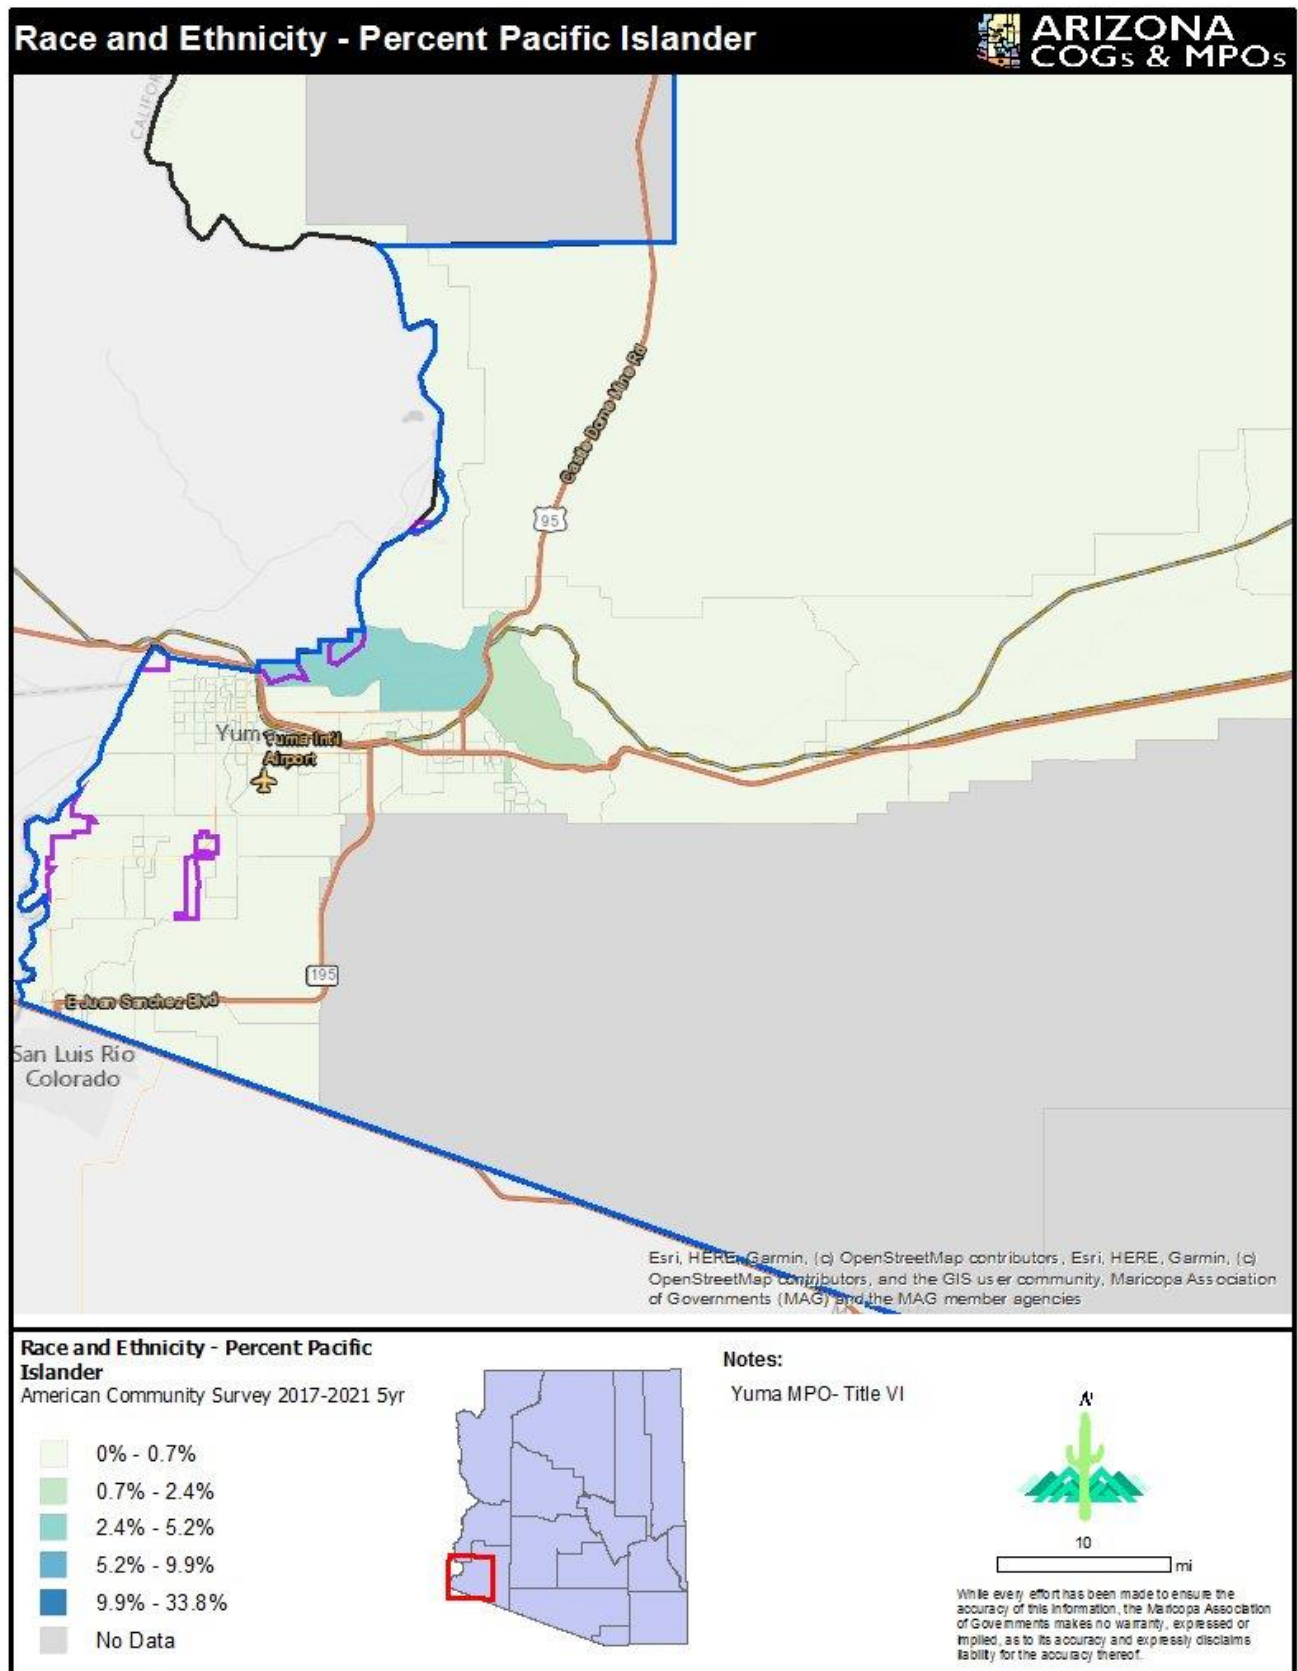 Race and Ethnicity - Percent Pacific Islander
ARIZONA
COGs & MPOs
CALIFOR
Castle Dome Mine Rd
95
Yuma
Yuma Int'l
Airport
195
E Juan Sanchez Blvd
San Luis Río
Colorado
Esri, HERE, Garmin, (c) OpenStreetMap contributors, Esri, HERE, Garmin, (c)
OpenStreetMap contributors, and the GIS user community, Maricopa Association
of Governments (MAG) and the MAG member agencies
Race and Ethnicity - Percent Pacific
Islander
American Community Survey 2017-2021 5yr
0% - 0.7%
0.7% - 2.4%
2.4% - 5.2%
5.2% - 9.9%
9.9% - 33.8%
No Data
Notes:
Yuma MPO- Title VI
N
10
mi
While every effort has been made to ensure the
accuracy of this information, the Maricopa Association
of Governments makes no warranty, expressed or
implied, as to its accuracy and expressly disclaims
liability for the accuracy thereof.